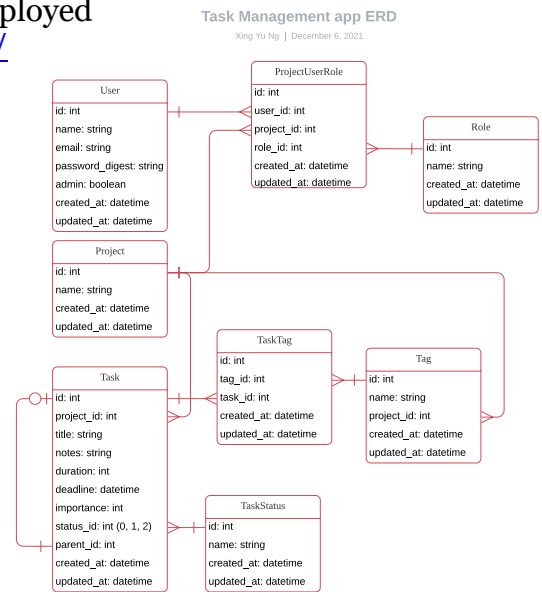 ployed
/
Task Management app ERD
Xing Yu Ng | December 6, 2021
ProjectUserRole
id: int
user_id: int
project_id: int
role_id: int
created_at: datetime
updated_at: datetime
User
id: int
name: string
email: string
password_digest: string
admin: boolean
created_at: datetime
updated_at: datetime
Role
id: int
name: string
created_at: datetime
updated_at: datetime
Project
id: int
name: string
created_at: datetime
updated_at: datetime
TaskTag
id: int
tag_id: int
task_id: int
created_at: datetime
updated_at: datetime
Tag
id: int
name: string
project_id: int
created_at: datetime
updated_at: datetime
Task
id: int
project_id: int
title: string
notes: string
duration: int
deadline: datetime
importance: int
status_id: int (0, 1, 2)
parent_id: int
created_at: datetime
updated_at: datetime
TaskStatus
id: int
name: string
created_at: datetime
updated_at: datetime